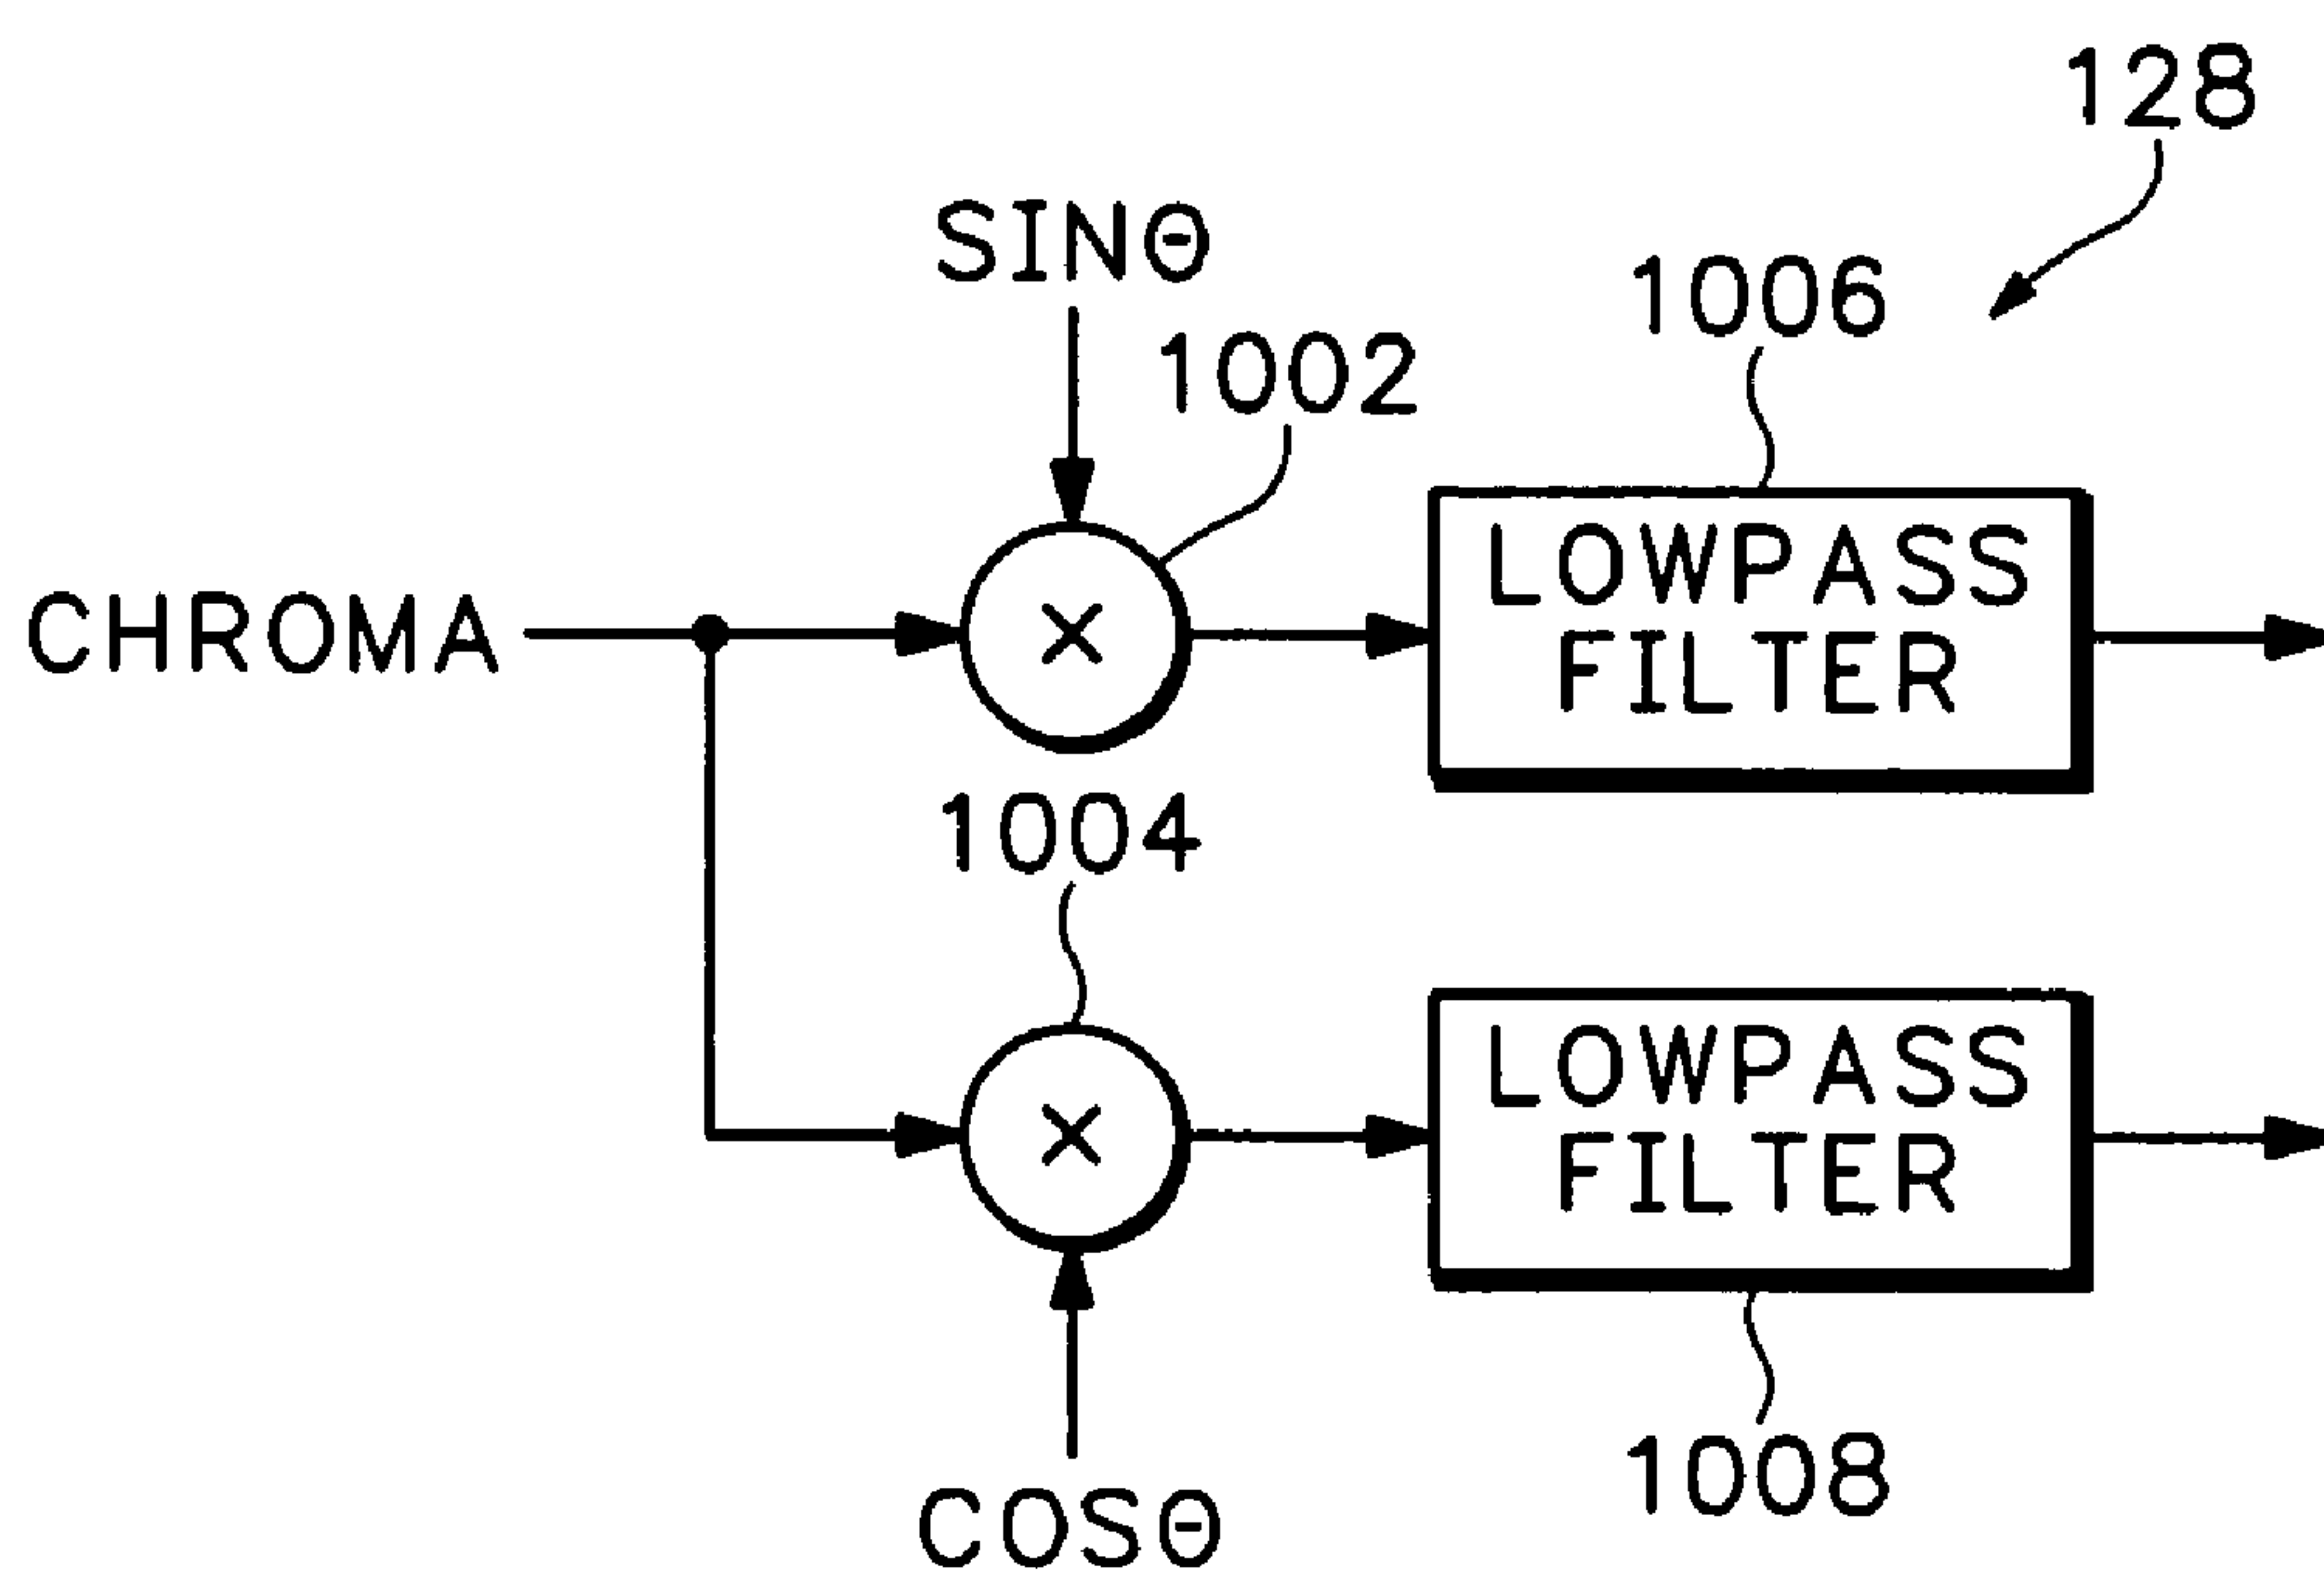 128
SINΘ
1006
1002
CHROMA
×
LOWPASS
FILTER
1004
×
LOWPASS
FILTER
1008
COSΘ